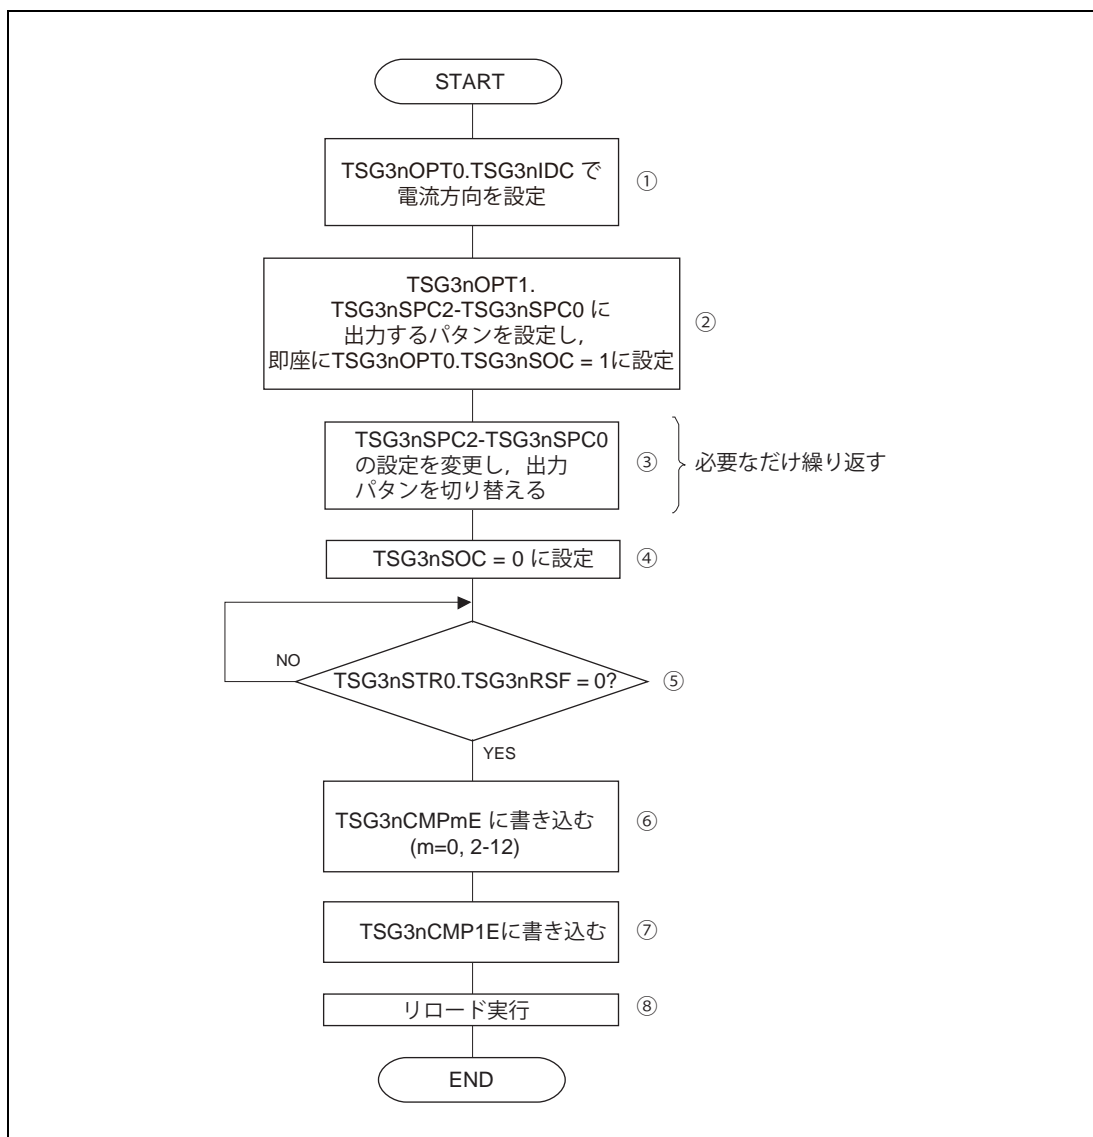 START
TSG3nOPT0.TSG3nIDC で
電流方向を設定
①
TSG3nOPT1.
TSG3nSPC2-TSG3nSPC0 に
出力するパタンを設定し,
即座にTSG3nOPT0.TSG3nSOC = 1に設定
②
TSG3nSPC2-TSG3nSPC0
の設定を変更し, 出力
パタンを切り替える
③
必要なだけ繰り返す
TSG3nSOC = 0 に設定
④
NO
TSG3nSTR0.TSG3nRSF = 0?
⑤
YES
TSG3nCMPmE に書き込む
(m=0, 2-12)
⑥
TSG3nCMP1Eに書き込む
⑦
リロード実行
⑧
END